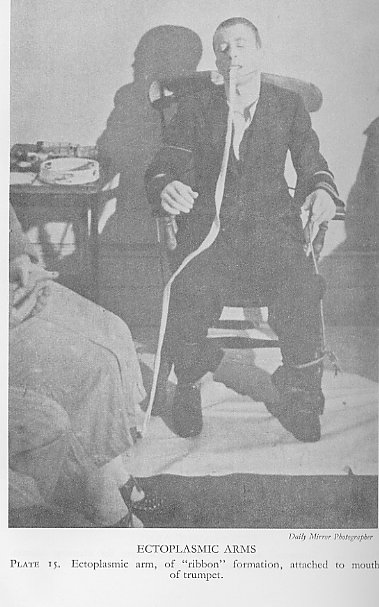 Daily Mirror Photographer
ECTOPLASMIC ARMS
PLATE 15. Ectoplasmic arm, of "ribbon" formation, attached to mouth
of trumpet.